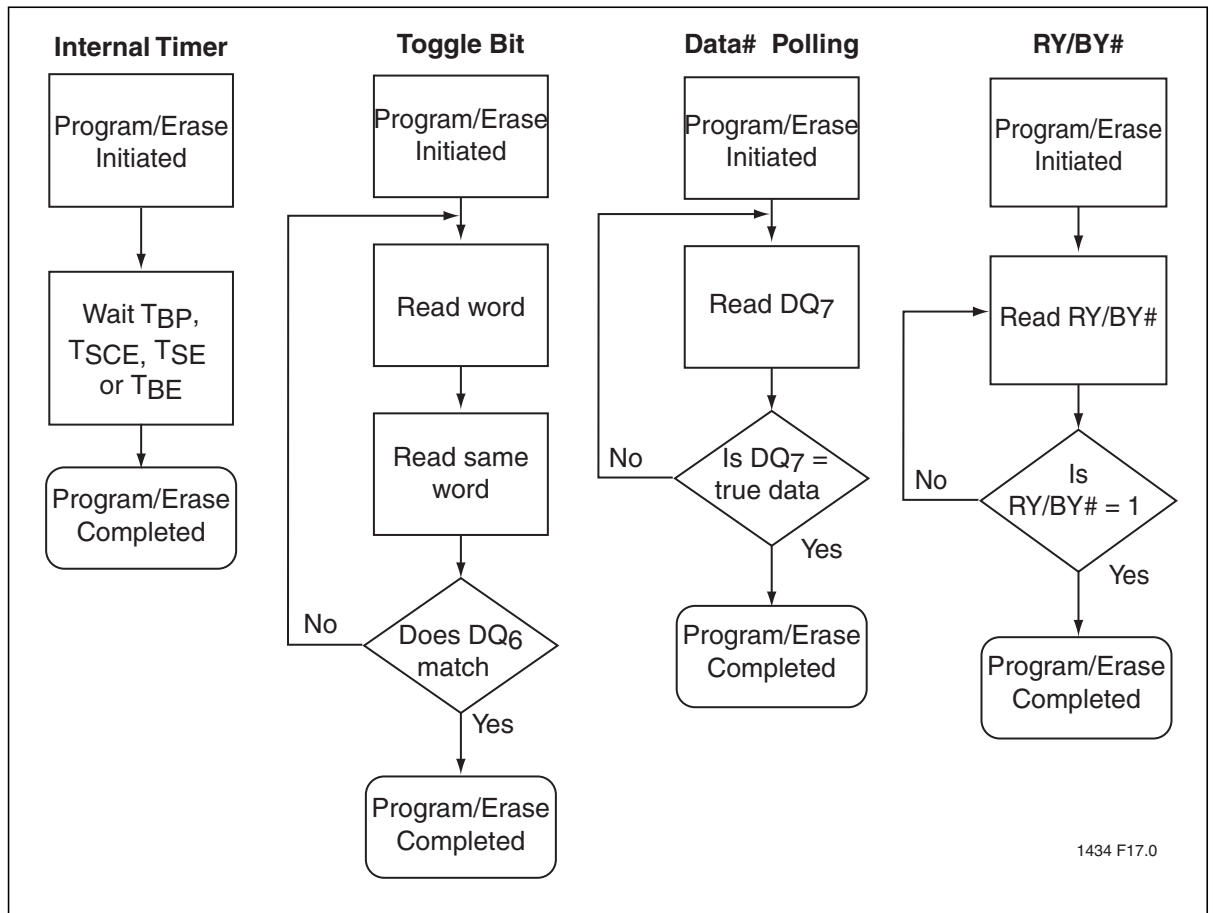 Internal Timer
Program/Erase
Initiated
Wait TBP,
TSCE, TSE
or TBE
Program/Erase
Completed
Toggle Bit
Program/Erase
Initiated
Read word
Read same
word
Does DQ6
match
No
Yes
Program/Erase
Completed
Data# Polling
Program/Erase
Initiated
Read DQ7
Is DQ7 =
true data
No
Yes
Program/Erase
Completed
RY/BY#
Program/Erase
Initiated
Read RY/BY#
Is
RY/BY# = 1
No
Yes
Program/Erase
Completed
1434 F17.0